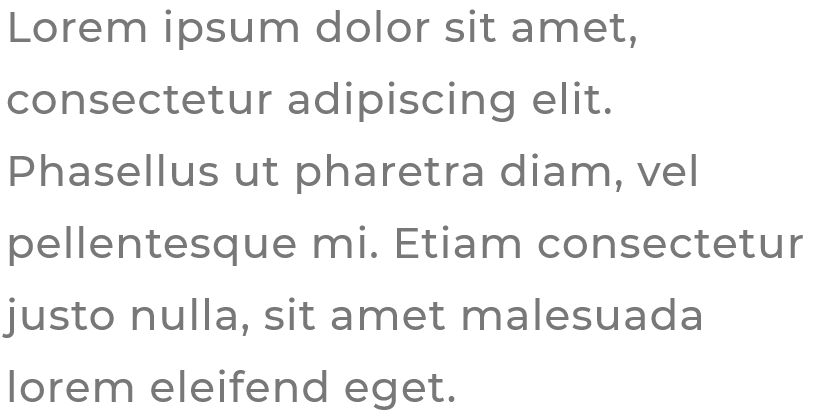 Lorem ipsum dolor sit amet,
consectetur adipiscing elit.
Phasellus ut pharetra diam, vel
pellentesque mi. Etiam consectetur
justo nulla, sit amet malesuada
lorem eleifend eget.